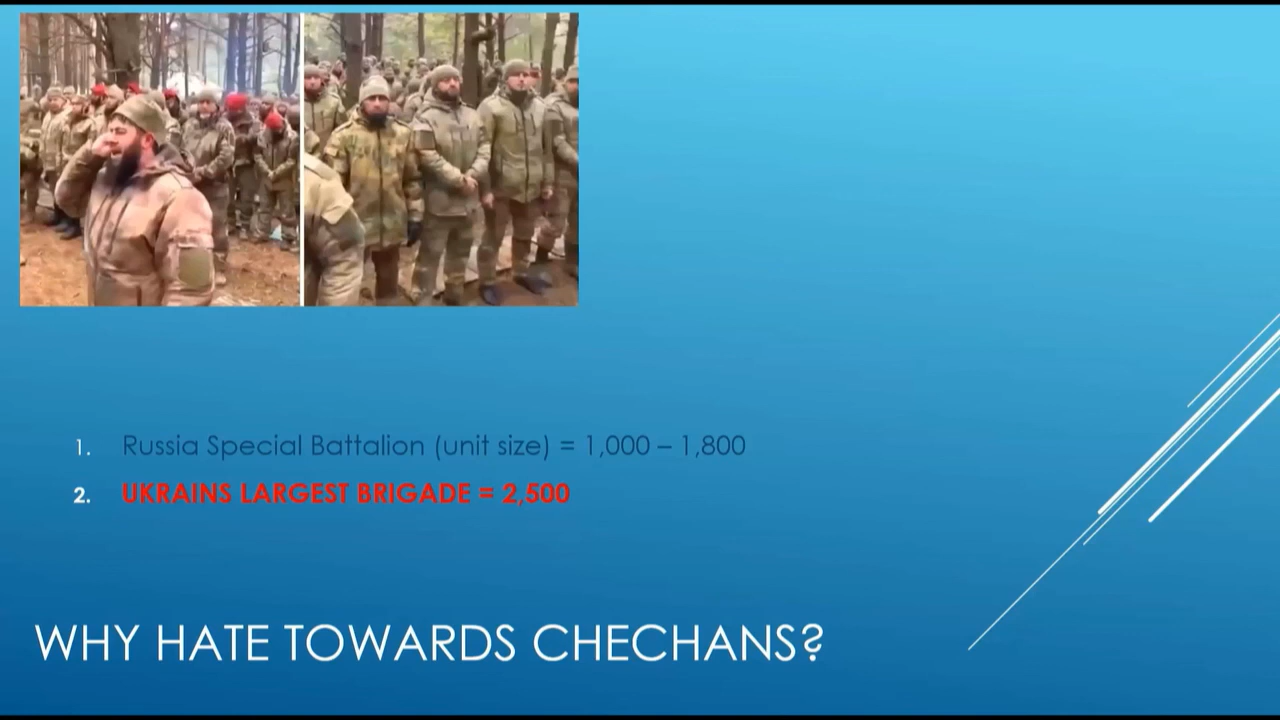 1. Russia Special Battalion (unit size) = 1,000 – 1,800
2. UKRAINS LARGEST BRIGADE = 2,500
WHY HATE TOWARDS CHECHANS?